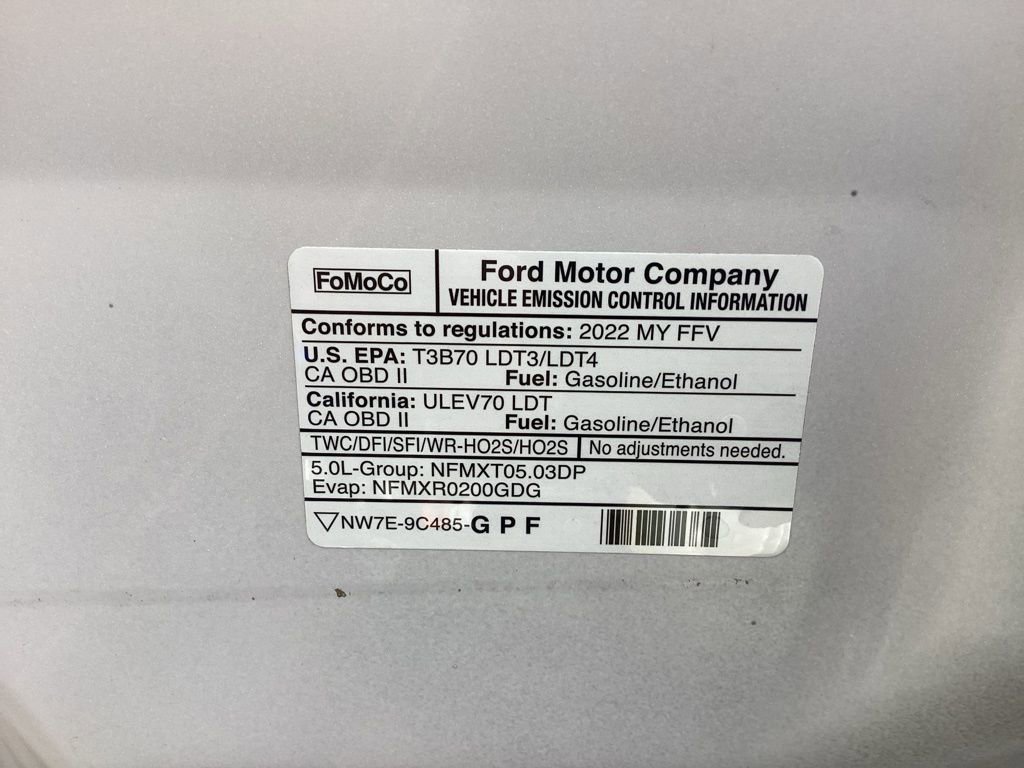 FoMoCo
Ford Motor Company
VEHICLE EMISSION CONTROL INFORMATION
Conforms to regulations: 2022 MY FFV
U.S. EPA: T3B70 LDT3/LDT4
CA OBD II Fuel: Gasoline/Ethanol
California: ULEV70 LDT
CA OBD II Fuel: Gasoline/Ethanol
TWC/DFI/SFI/WR-HO2S/HO2S No adjustments needed.
5.0L-Group: NFMXT05.03DP
Evap: NFMXR0200GDG
NW7E-9C485-G P F